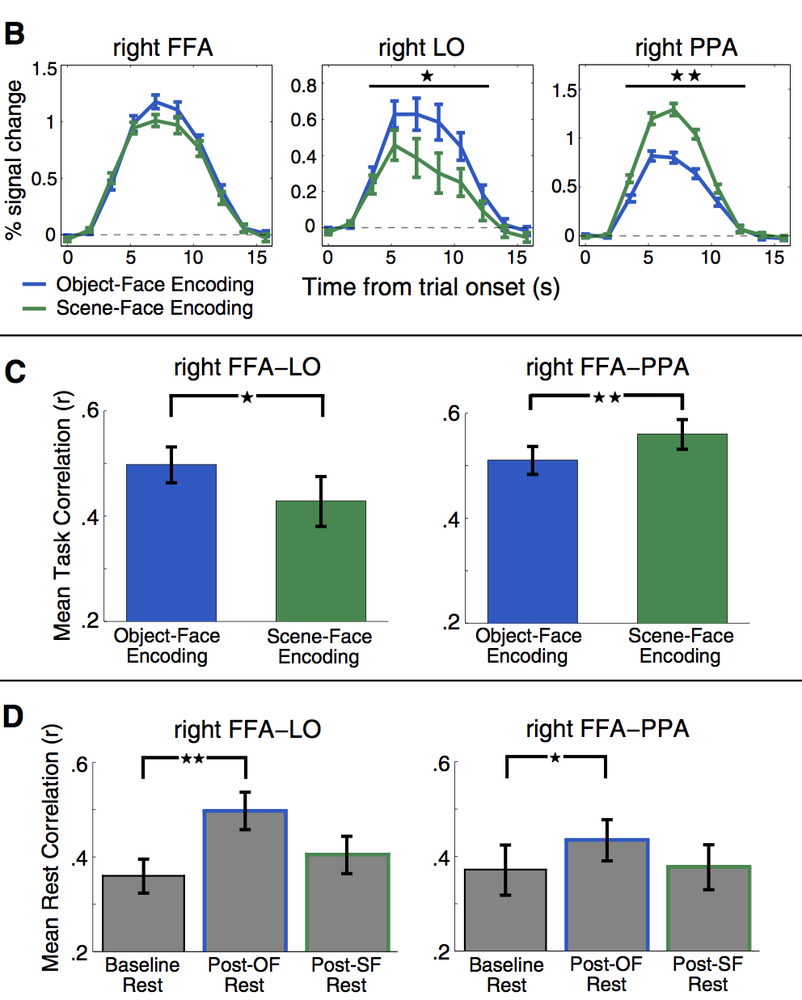 B
right FFA
right LO
right PPA
% signal change
1.5
1
0.5
0
0 5 10 15
0.8
0.6
0.4
0.2
0
0 5 10 15
1.5
1
0.5
0
0 5 10 15
Time from trial onset (s)
Object-Face Encoding
Scene-Face Encoding
C
right FFA–LO
Mean Task Correlation (r)
.6
.4
.2
Object-Face
Encoding
Scene-Face
Encoding
right FFA–PPA
.6
.4
.2
Object-Face
Encoding
Scene-Face
Encoding
D
right FFA–LO
Mean Rest Correlation (r)
.6
.4
.2
Baseline
Rest
Post-OF
Rest
Post-SF
Rest
right FFA–PPA
.6
.4
.2
Baseline
Rest
Post-OF
Rest
Post-SF
Rest